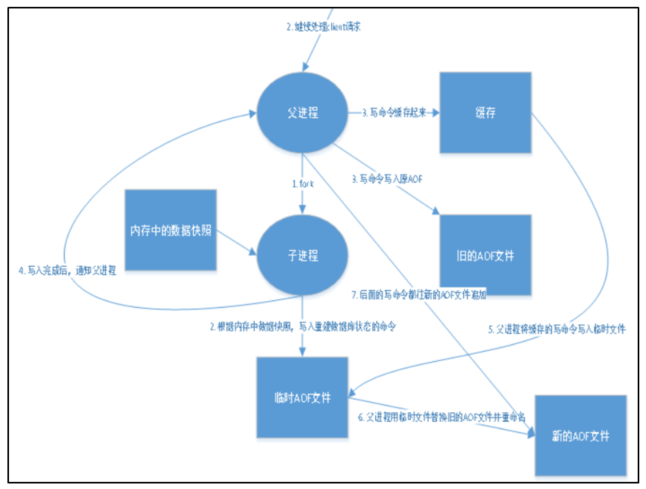 2. 继续处理client请求
父进程
3. 写命令缓存起来
缓存
1.fork
3. 写命令写入原AOF
内存中的数据快照
子进程
旧的AOF文件
4. 写入完成后，通知父进程
7. 后面的写命令都往新的AOF文件追加
2. 根据内存中数据快照，写入重建数据库状态的命令
5. 父进程将缓存的写命令写入临时文件
临时AOF文件
6. 父进程用临时文件替换旧的AOF文件并重命名
新的AOF文件